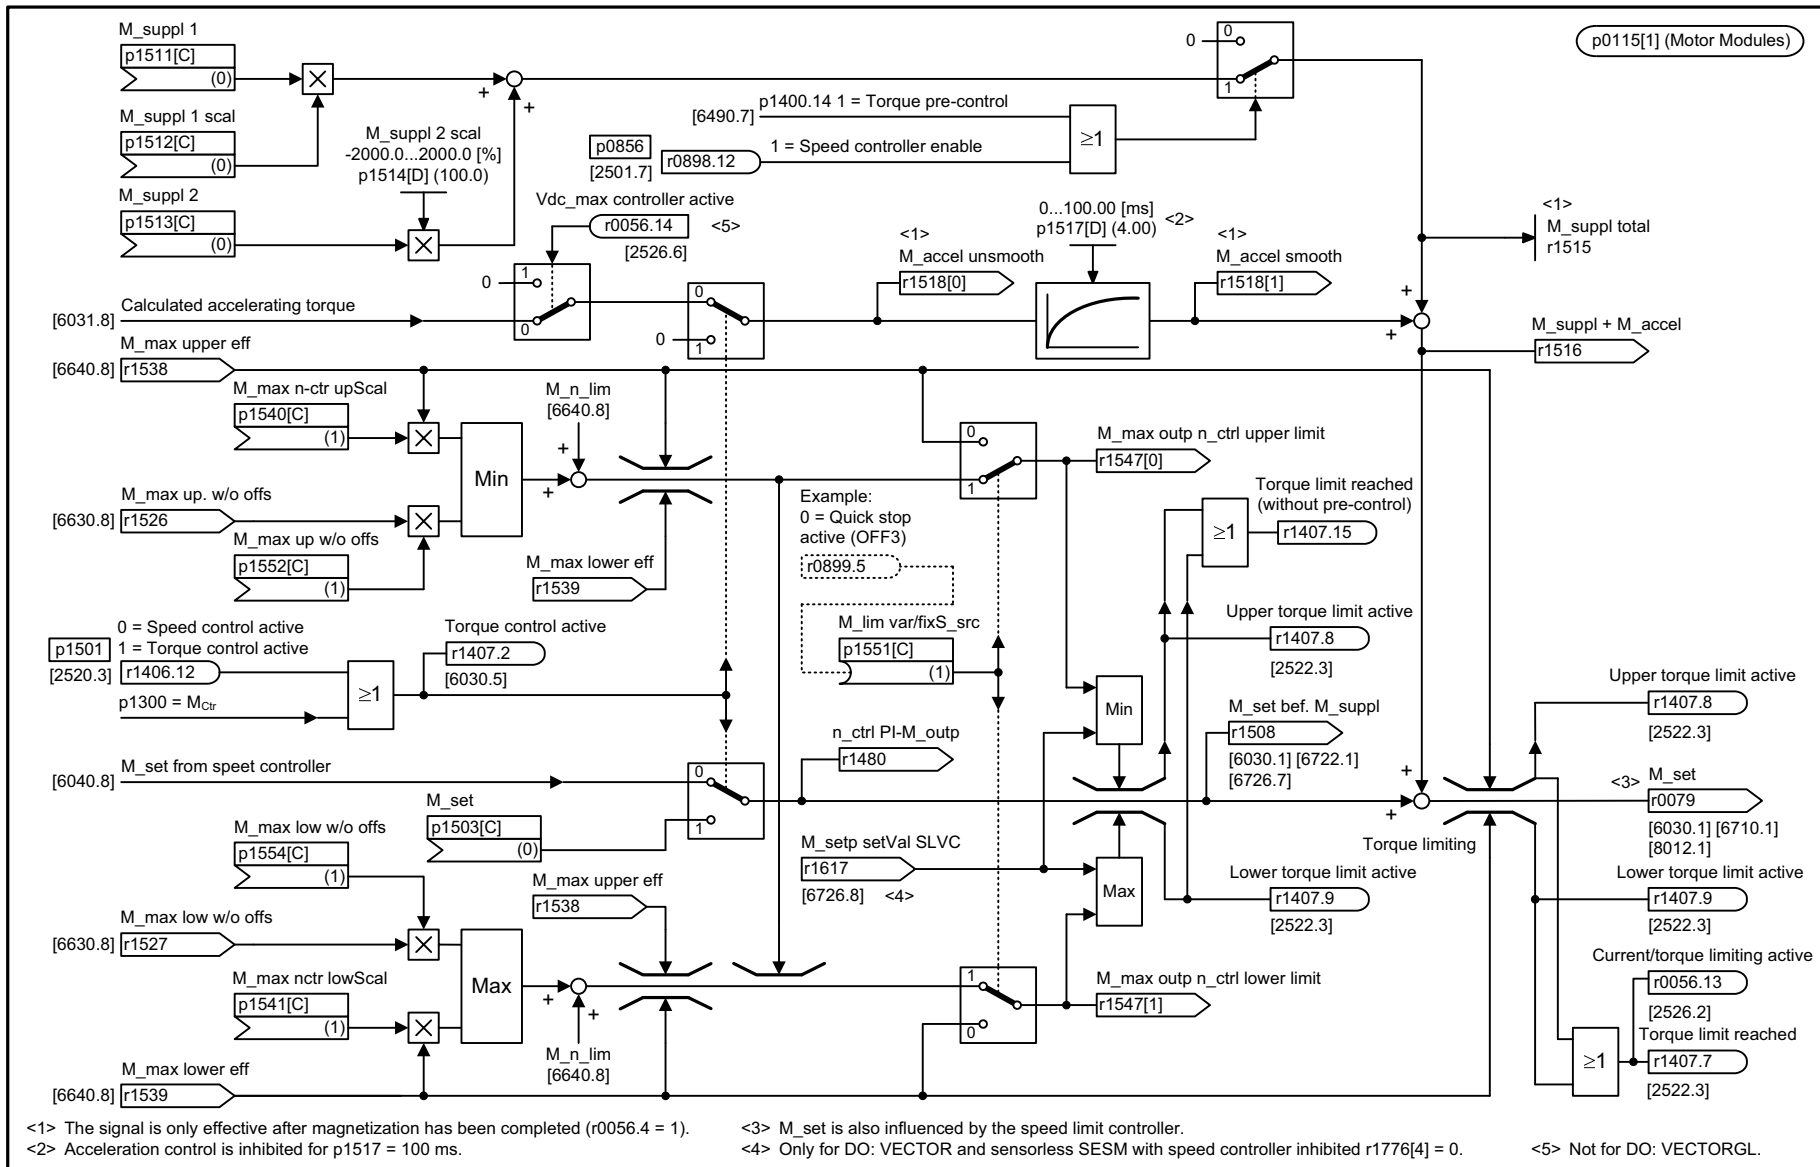 M_suppl 1
p1511[C]
(0)
M_suppl 1 scal
p1512[C]
(0)
M_suppl 2
p1513[C]
(0)
M_suppl 2 scal
-2000.0...2000.0 [%]
p1514[D] (100.0)
+
+
0
0
1
p0115[1] (Motor Modules)
p1400.14 1 = Torque pre-control
[6490.7]
p0856
[2501.7]
r0898.12
1 = Speed controller enable
≥1
Vdc_max controller active
r0056.14
<5>
[2526.6]
0
1
0
0
0
1
<1>
M_accel unsmooth
r1518[0]
0...100.00 [ms]
p1517[D] (4.00)
<2>
<1>
M_accel smooth
r1518[1]
<1>
M_suppl total
r1515
+
+
M_suppl + M_accel
r1516
Calculated accelerating torque
[6031.8]
M_max upper eff
[6640.8]
r1538
M_max n-ctr upScal
p1540[C]
(1)
Min
M_n_lim
[6640.8]
+
+
M_max up. w/o offs
[6630.8]
r1526
M_max up w/o offs
p1552[C]
(1)
M_max lower eff
r1539
0
1
M_max outp n_ctrl upper limit
r1547[0]
Example:
0 = Quick stop
active (OFF3)
r0899.5
M_lim var/fixS_src
p1551[C]
(1)
Torque limit reached
(without pre-control)
≥1
r1407.15
Upper torque limit active
r1407.8
[2522.3]
0 = Speed control active
1 = Torque control active
p1501
[2520.3]
r1406.12
p1300 = MCtr
≥1
Torque control active
r1407.2
[6030.5]
Min
M_set bef. M_suppl
r1508
[6030.1] [6722.1]
[6726.7]
n_ctrl PI-M_outp
r1480
M_set from speet controller
[6040.8]
0
1
M_set
p1503[C]
(0)
M_setp setVal SLVC
r1617
[6726.8]
<4>
Max
Lower torque limit active
r1407.9
[2522.3]
+
+
Torque limiting
Upper torque limit active
r1407.8
[2522.3]
<3>
M_set
r0079
[6030.1] [6710.1]
[8012.1]
Lower torque limit active
r1407.9
[2522.3]
Current/torque limiting active
r0056.13
[2526.2]
Torque limit reached
≥1
r1407.7
[2522.3]
M_max low w/o offs
p1554[C]
(1)
M_max low w/o offs
[6630.8]
r1527
M_max nctr lowScal
p1541[C]
(1)
Max
M_max upper eff
r1538
+
+
M_n_lim
[6640.8]
1
0
M_max outp n_ctrl lower limit
r1547[1]
M_max lower eff
[6640.8]
r1539
<1> The signal is only effective after magnetization has been completed (r0056.4 = 1).
<2> Acceleration control is inhibited for p1517 = 100 ms.
<3> M_set is also influenced by the speed limit controller.
<4> Only for DO: VECTOR and sensorless SESM with speed controller inhibited r1776[4] = 0.
<5> Not for DO: VECTORGL.